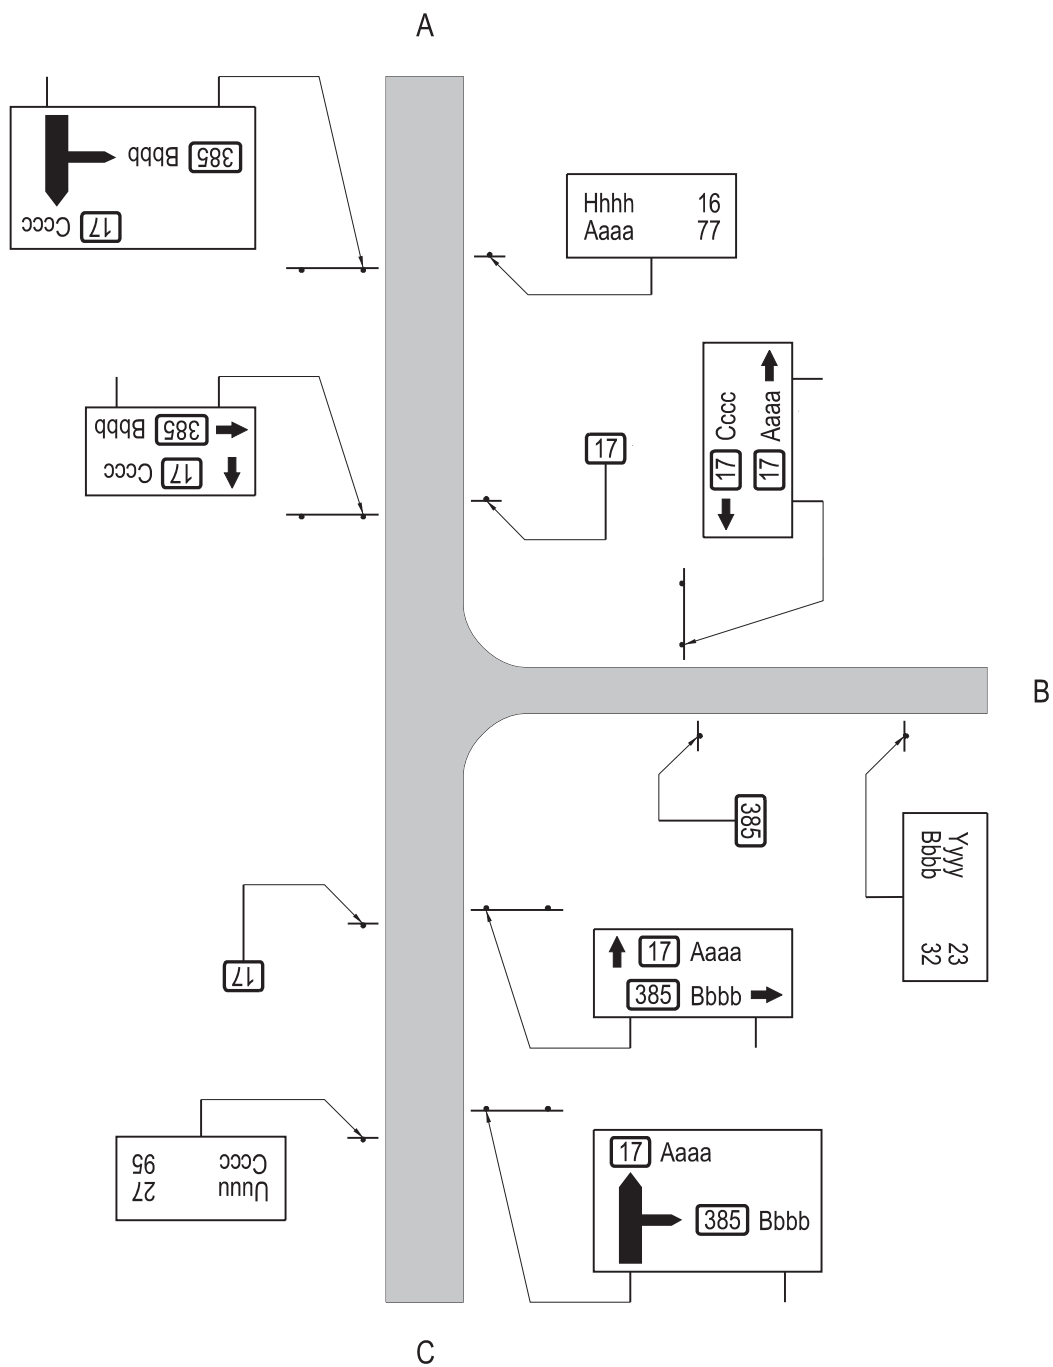 A
385 Bbbb
17 Cccc
Hhhh 16
Aaaa 77
385 Bbbb
17 Cccc
17
17 Cccc
17 Aaaa
B
385
Yyyy 23
Bbbb 32
17
17 Aaaa
385 Bbbb
Uuuu 27
Cccc 95
17 Aaaa
385 Bbbb
C